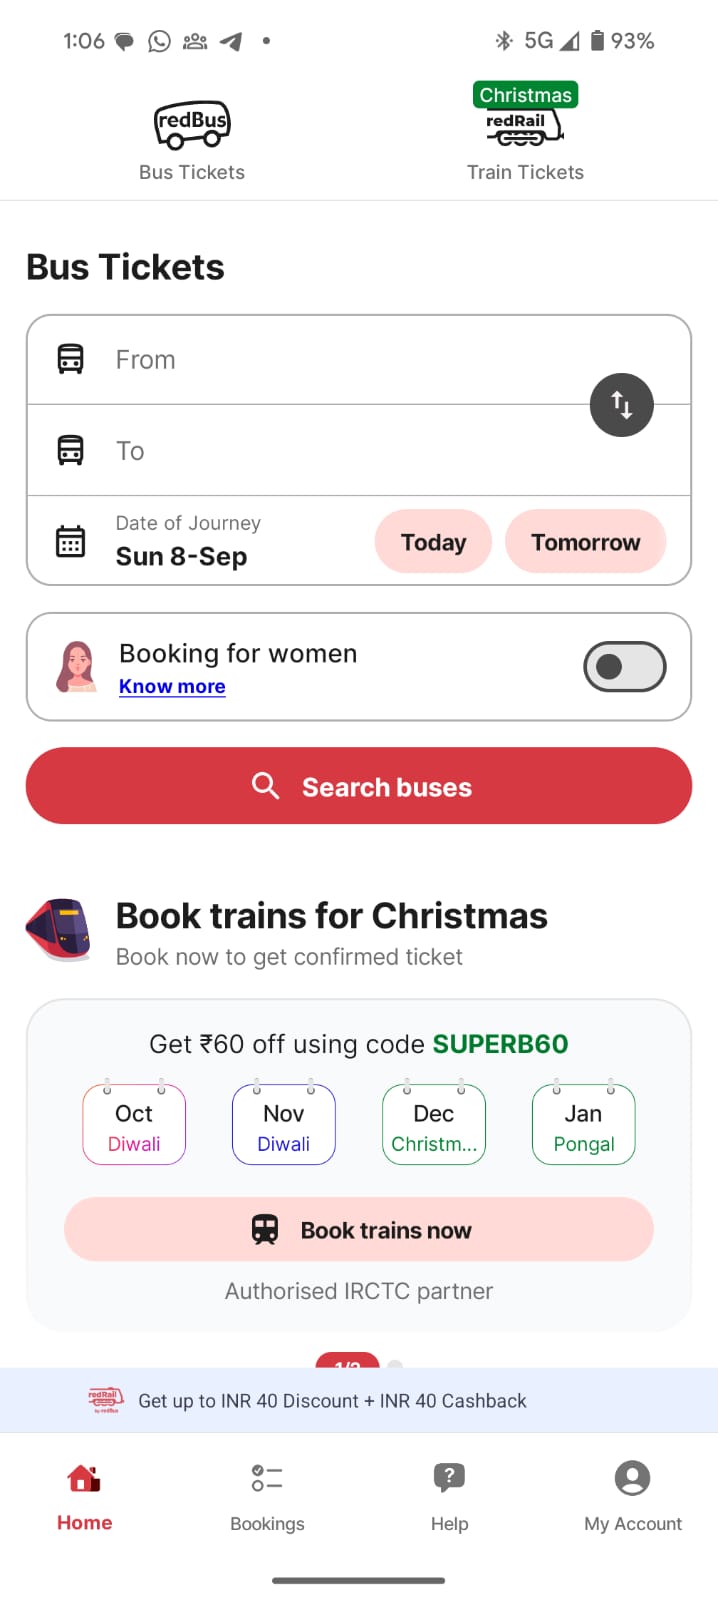 1:06
5G 93%
redBus
Bus Tickets
Christmas
redRail
Train Tickets
Bus Tickets
From
To
Date of Journey
Sun 8-Sep
Today
Tomorrow
Booking for women
Know more
Search buses
Book trains for Christmas
Book now to get confirmed ticket
Get ₹60 off using code SUPERB60
Oct
Diwali
Nov
Diwali
Dec
Christm...
Jan
Pongal
Book trains now
Authorised IRCTC partner
redRail
by redBus
Get up to INR 40 Discount + INR 40 Cashback
?
Home
Bookings
Help
My Account